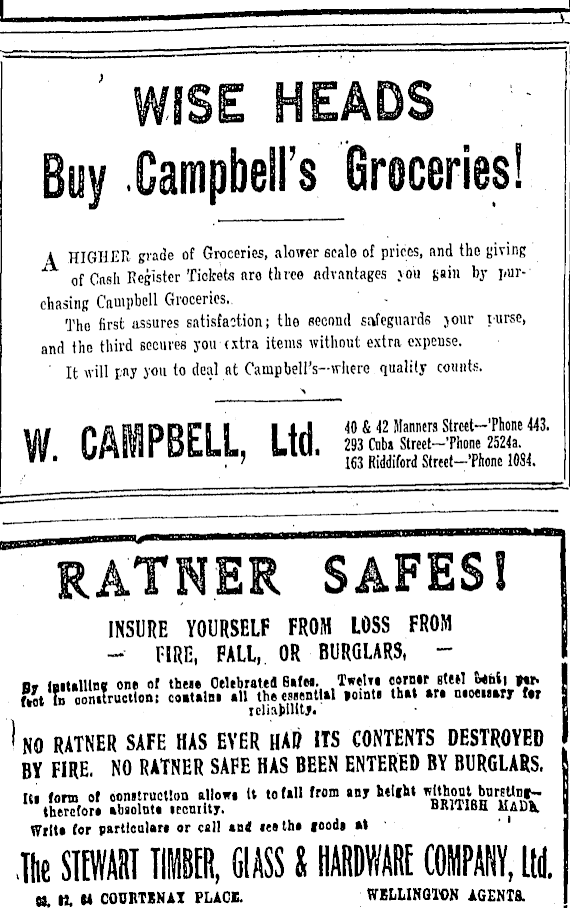 WISE HEADS
Buy Campbell's Groceries!
A HIGHER grade of Groceries, a lower scale of prices, and the giving
of Cash Register Tickets are three advantages you gain by pur-
chasing Campbell Groceries.
The first assures satisfaction; the second safeguards your purse,
and the third secures you extra items without extra expense.
It will pay you to deal at Campbell's--where quality counts.
W. CAMPBELL, Ltd.
40 & 42 Manners Street—'Phone 443.
293 Cuba Street—'Phone 2524a.
163 Riddiford Street—'Phone 1084.
RATNER SAFES!
INSURE YOURSELF FROM LOSS FROM
— FIRE, FALL, OR BURGLARS, —
By installing one of these Celebrated Safes. Twelve corner steel bent; per-
fect in construction; contains all the essential points that are necessary for
reliability.
NO RATNER SAFE HAS EVER HAD ITS CONTENTS DESTROYED
BY FIRE. NO RATNER SAFE HAS BEEN ENTERED BY BURGLARS.
Its form of construction allows it to fall from any height without bursting—
therefore absolute security. BRITISH MADE.
Write for particulars or call and see the goods at
The STEWART TIMBER, GLASS & HARDWARE COMPANY, Ltd.
62, 64 COURTENAY PLACE. WELLINGTON AGENTS.